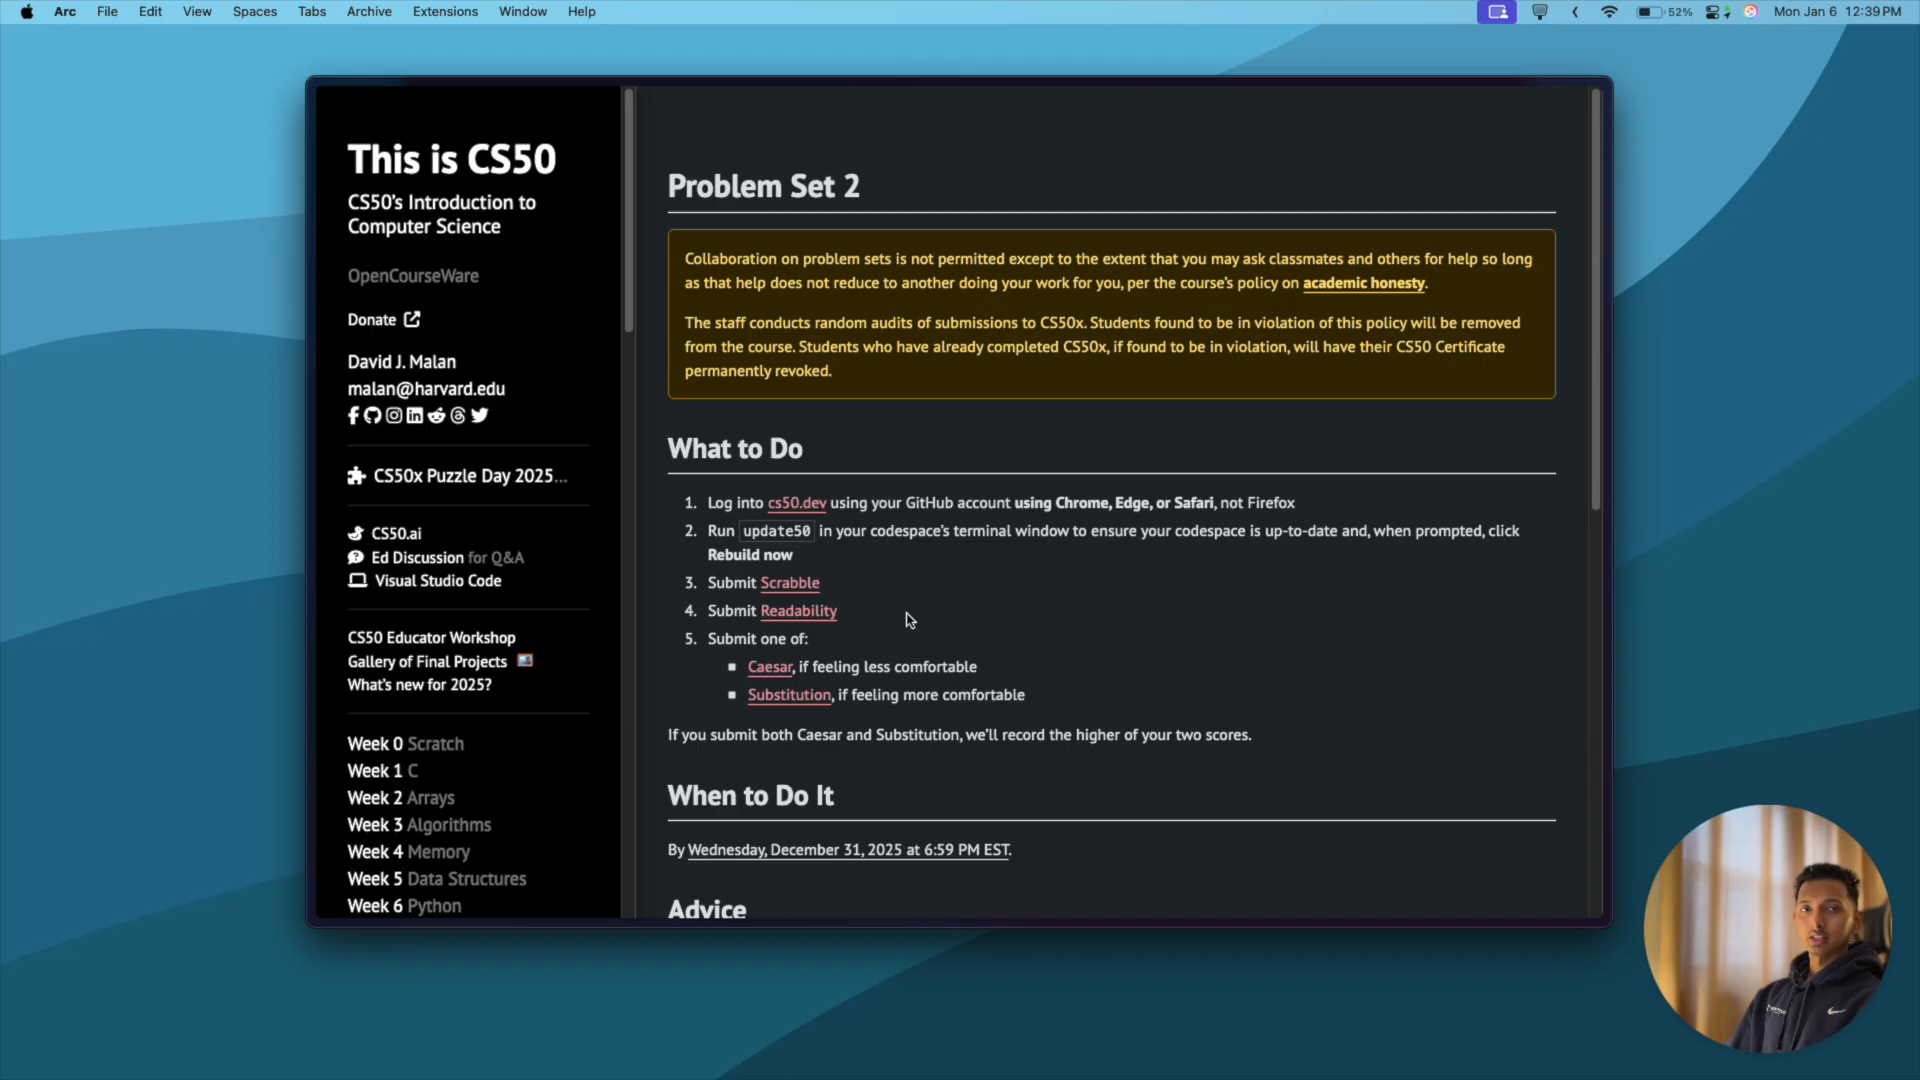 Arc File Edit View Spaces Tabs Archive Extensions Window Help
52% Mon Jan 6 12:39 PM
This is CS50
CS50's Introduction to
Computer Science
OpenCourseWare
Donate
David J. Malan
malan@harvard.edu
CS50x Puzzle Day 2025...
CS50.ai
Ed Discussion for Q&A
Visual Studio Code
CS50 Educator Workshop
Gallery of Final Projects
What's new for 2025?
Week 0 Scratch
Week 1 C
Week 2 Arrays
Week 3 Algorithms
Week 4 Memory
Week 5 Data Structures
Week 6 Python
Problem Set 2
Collaboration on problem sets is not permitted except to the extent that you may ask classmates and others for help so long
as that help does not reduce to another doing your work for you, per the course's policy on academic honesty.
The staff conducts random audits of submissions to CS50x. Students found to be in violation of this policy will be removed
from the course. Students who have already completed CS50x, if found to be in violation, will have their CS50 Certificate
permanently revoked.
What to Do
1. Log into cs50.dev using your GitHub account using Chrome, Edge, or Safari, not Firefox
2. Run update50 in your codespace's terminal window to ensure your codespace is up-to-date and, when prompted, click
Rebuild now
3. Submit Scrabble
4. Submit Readability
5. Submit one of:
Caesar, if feeling less comfortable
Substitution, if feeling more comfortable
If you submit both Caesar and Substitution, we'll record the higher of your two scores.
When to Do It
By Wednesday, December 31, 2025 at 6:59 PM EST.
Advice